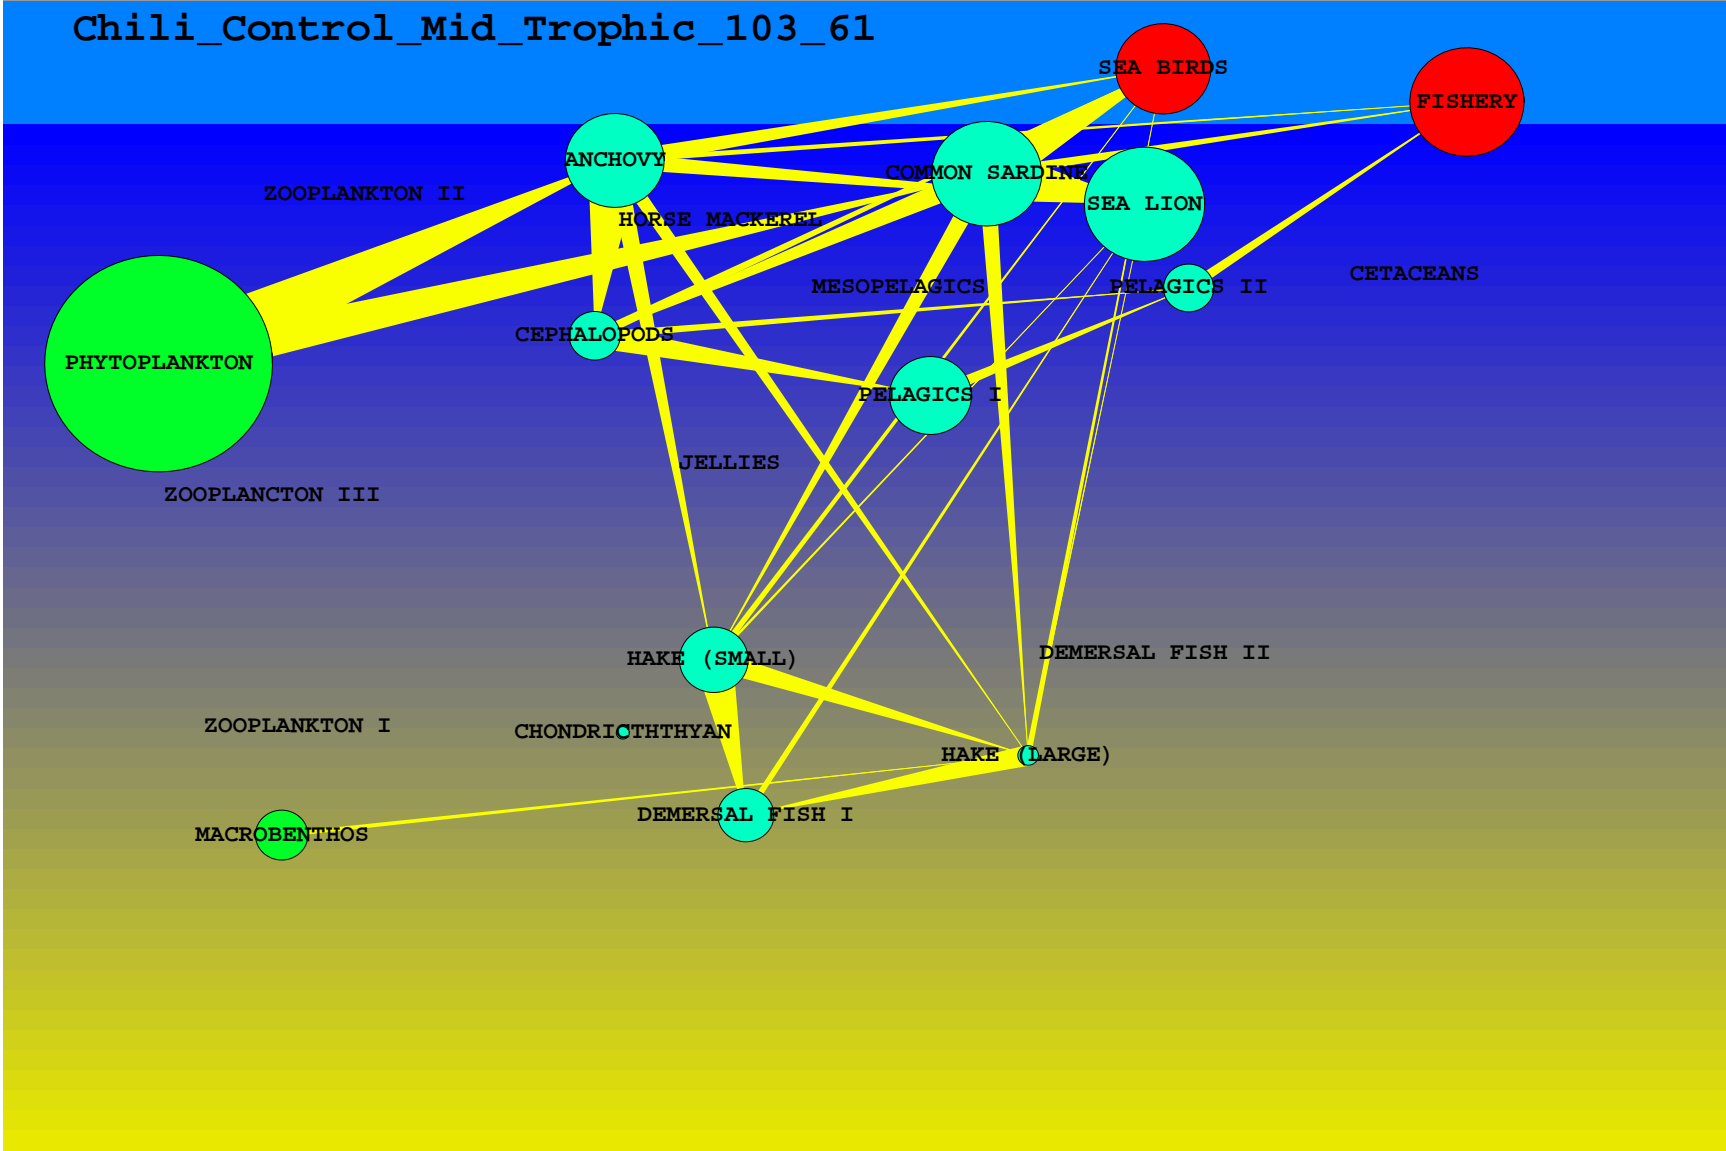 Chili_Control_Mid_Trophic_103_61
SEA BIRDS
FISHERY
ANCHOVY
COMMON SARDINE
ZOOPLANKTON II
SEA LION
HORSE MACKEREL
CETACEANS
MESOPELAGICS
PELAGICS II
CEPHALOPODS
PHYTOPLANKTON
PELAGICS I
JELLIES
ZOOPLANCTON III
DEMERSAL FISH II
HAKE (SMALL)
ZOOPLANKTON I
CHONDRICTHTHYAN
HAKE (LARGE)
DEMERSAL FISH I
MACROBENTHOS